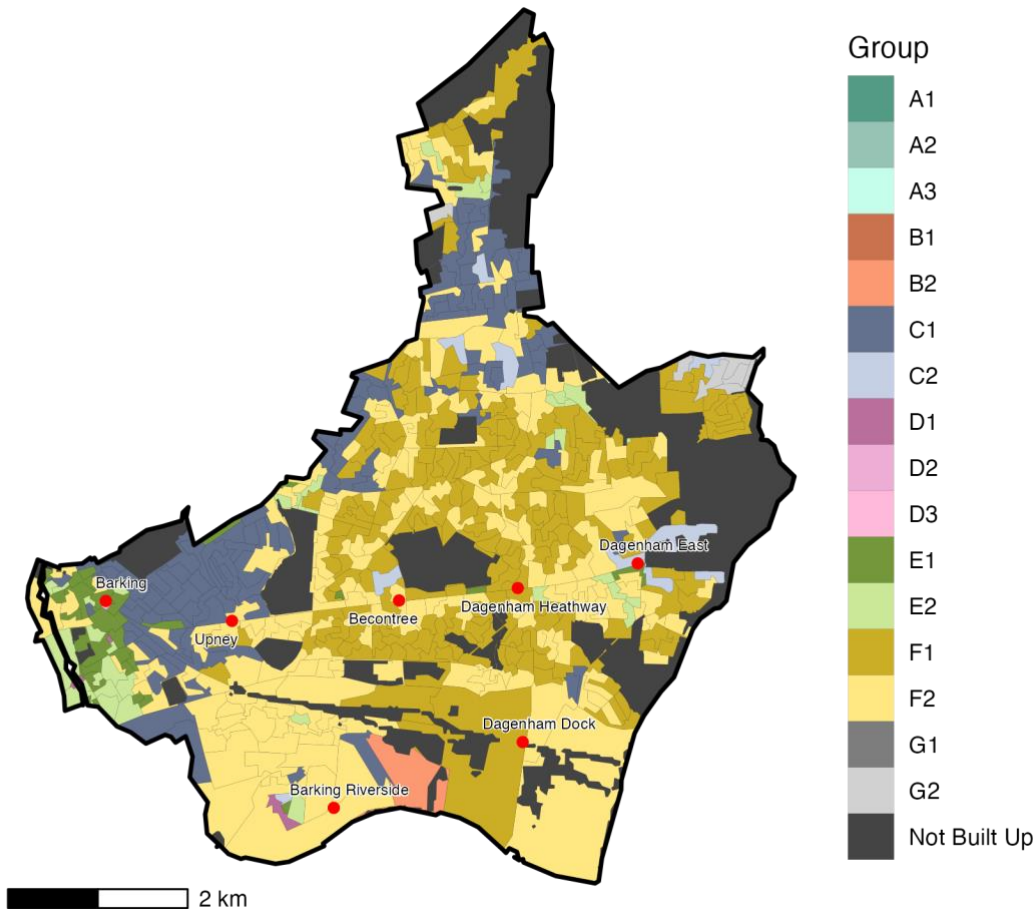 Group
A1
A2
A3
B1
B2
C1
C2
D1
D2
D3
E1
E2
F1
F2
G1
G2
Not Built Up
Dagenham East
Barking
Dagenham Heathway
Becontree
Upney
Dagenham Dock
Barking Riverside
2 km